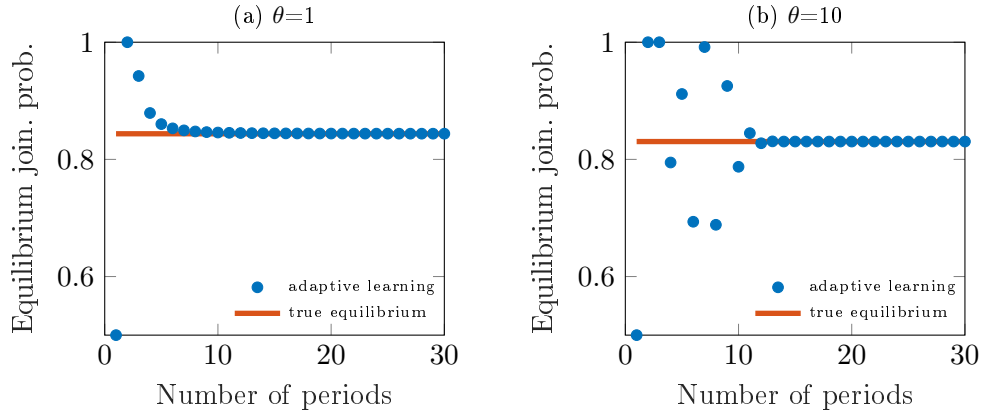 (a) θ=1
1
0.8
0.6
0 10 20 30
Equilibrium join. prob.
Number of periods
adaptive learning
true equilibrium
(b) θ=10
1
0.8
0.6
0 10 20 30
Equilibrium join. prob.
Number of periods
adaptive learning
true equilibrium